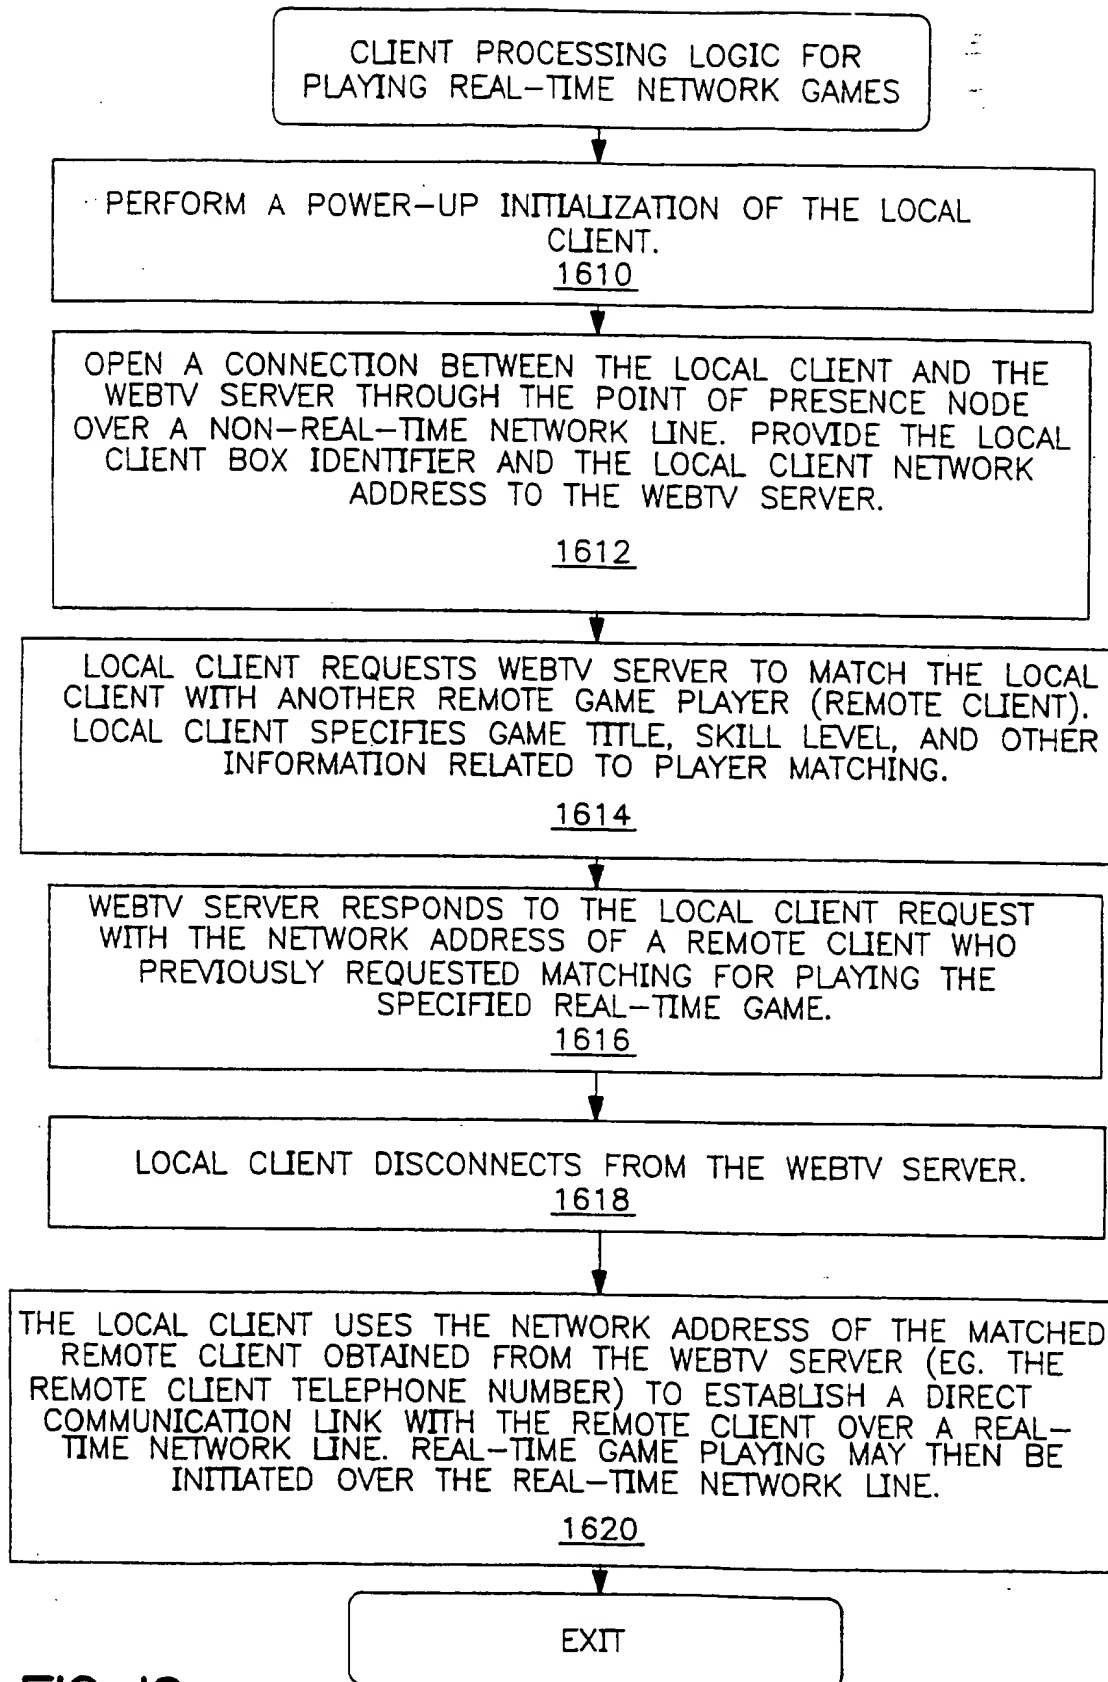 CLIENT PROCESSING LOGIC FOR
PLAYING REAL-TIME NETWORK GAMES
PERFORM A POWER-UP INITIALIZATION OF THE LOCAL
CLIENT.
1610
OPEN A CONNECTION BETWEEN THE LOCAL CLIENT AND THE
WEBTV SERVER THROUGH THE POINT OF PRESENCE NODE
OVER A NON-REAL-TIME NETWORK LINE. PROVIDE THE LOCAL
CLIENT BOX IDENTIFIER AND THE LOCAL CLIENT NETWORK
ADDRESS TO THE WEBTV SERVER.
1612
LOCAL CLIENT REQUESTS WEBTV SERVER TO MATCH THE LOCAL
CLIENT WITH ANOTHER REMOTE GAME PLAYER (REMOTE CLIENT).
LOCAL CLIENT SPECIFIES GAME TITLE, SKILL LEVEL, AND OTHER
INFORMATION RELATED TO PLAYER MATCHING.
1614
WEBTV SERVER RESPONDS TO THE LOCAL CLIENT REQUEST
WITH THE NETWORK ADDRESS OF A REMOTE CLIENT WHO
PREVIOUSLY REQUESTED MATCHING FOR PLAYING THE
SPECIFIED REAL-TIME GAME.
1616
LOCAL CLIENT DISCONNECTS FROM THE WEBTV SERVER.
1618
THE LOCAL CLIENT USES THE NETWORK ADDRESS OF THE MATCHED
REMOTE CLIENT OBTAINED FROM THE WEBTV SERVER (EG. THE
REMOTE CLIENT TELEPHONE NUMBER) TO ESTABLISH A DIRECT
COMMUNICATION LINK WITH THE REMOTE CLIENT OVER A REAL-
TIME NETWORK LINE. REAL-TIME GAME PLAYING MAY THEN BE
INITIATED OVER THE REAL-TIME NETWORK LINE.
1620
EXIT